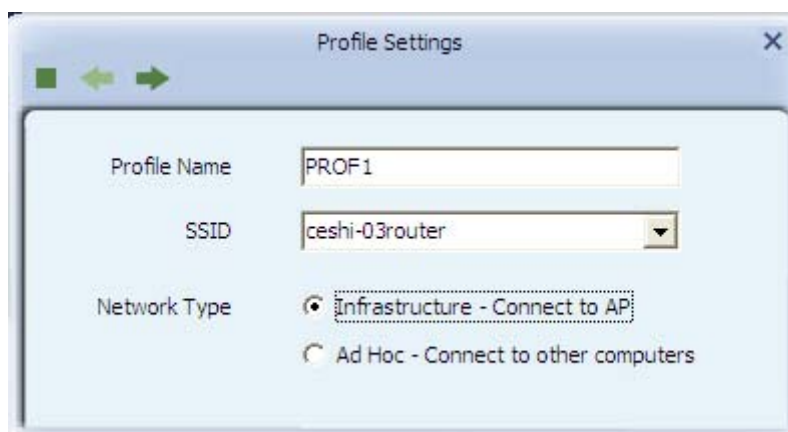 Profile Settings
Profile Name PROF1
SSID ceshi-03router
Network Type Infrastructure - Connect to AP
Ad Hoc - Connect to other computers